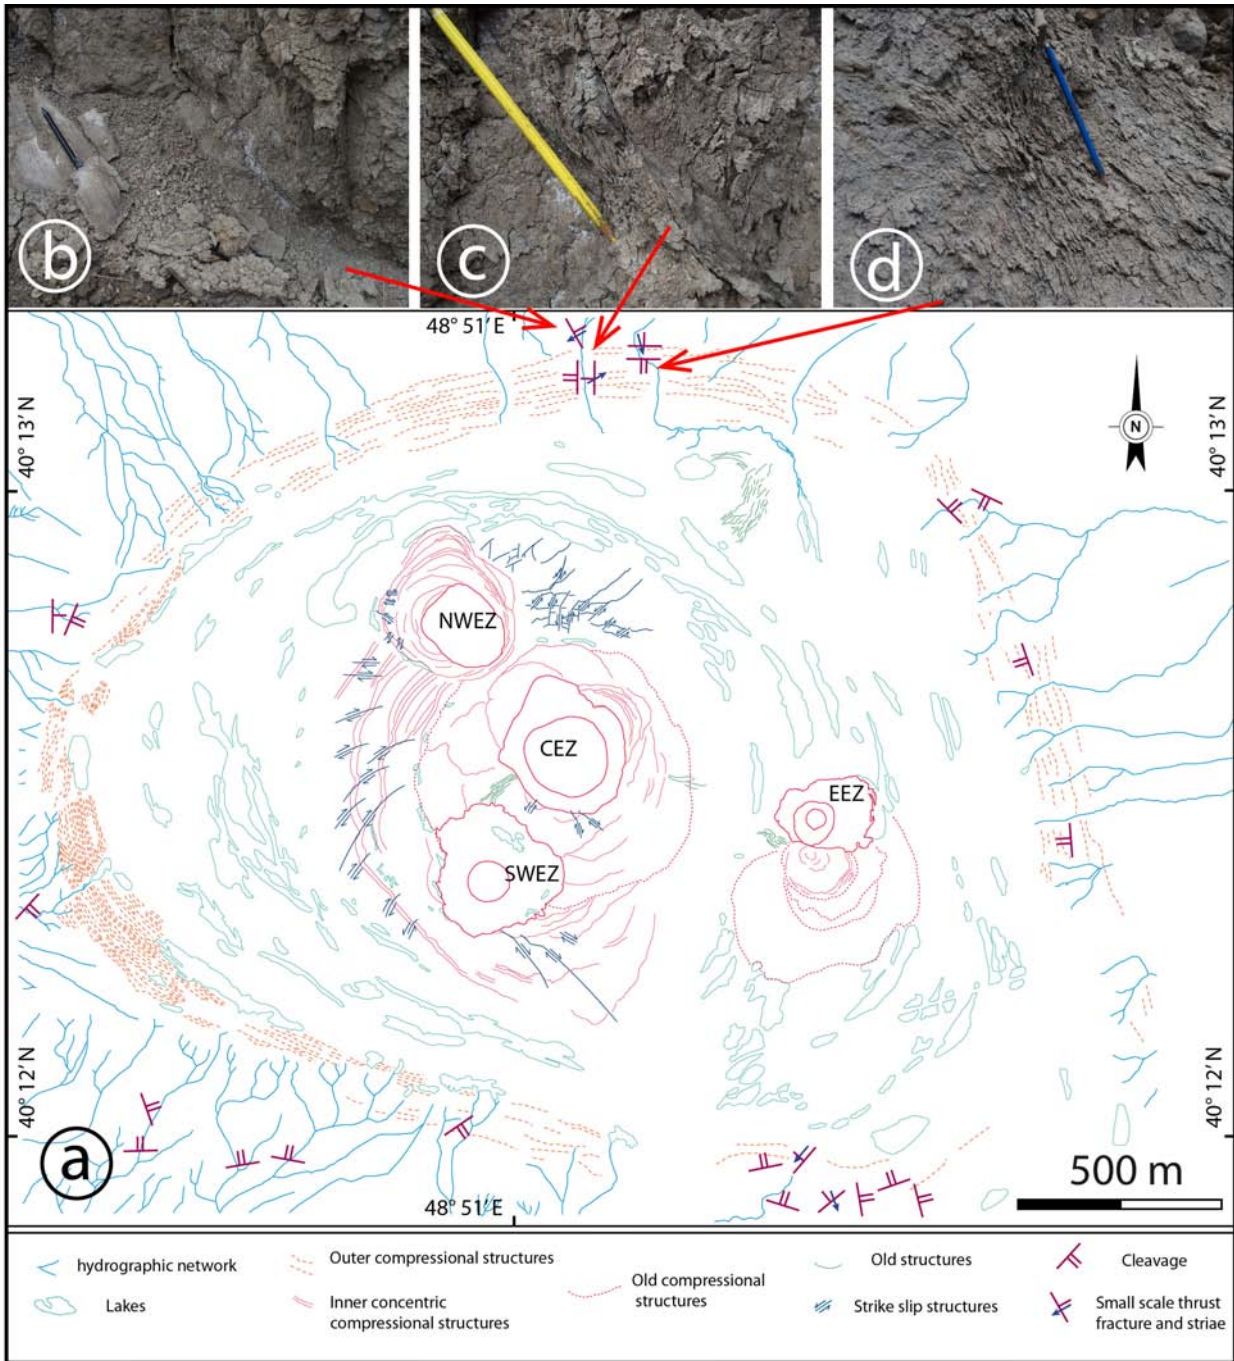 b
c
d
48° 51′ E
40° 13′ N
40° 13′ N
N
NWEZ
CEZ
EEZ
SWEZ
40° 12′ N
40° 12′ N
a
500 m
48° 51′ E
hydrographic network
Lakes
Outer compressional structures
Inner concentric
compressional structures
Old compressional
structures
Old structures
Strike slip structures
Cleavage
Small scale thrust
fracture and striae